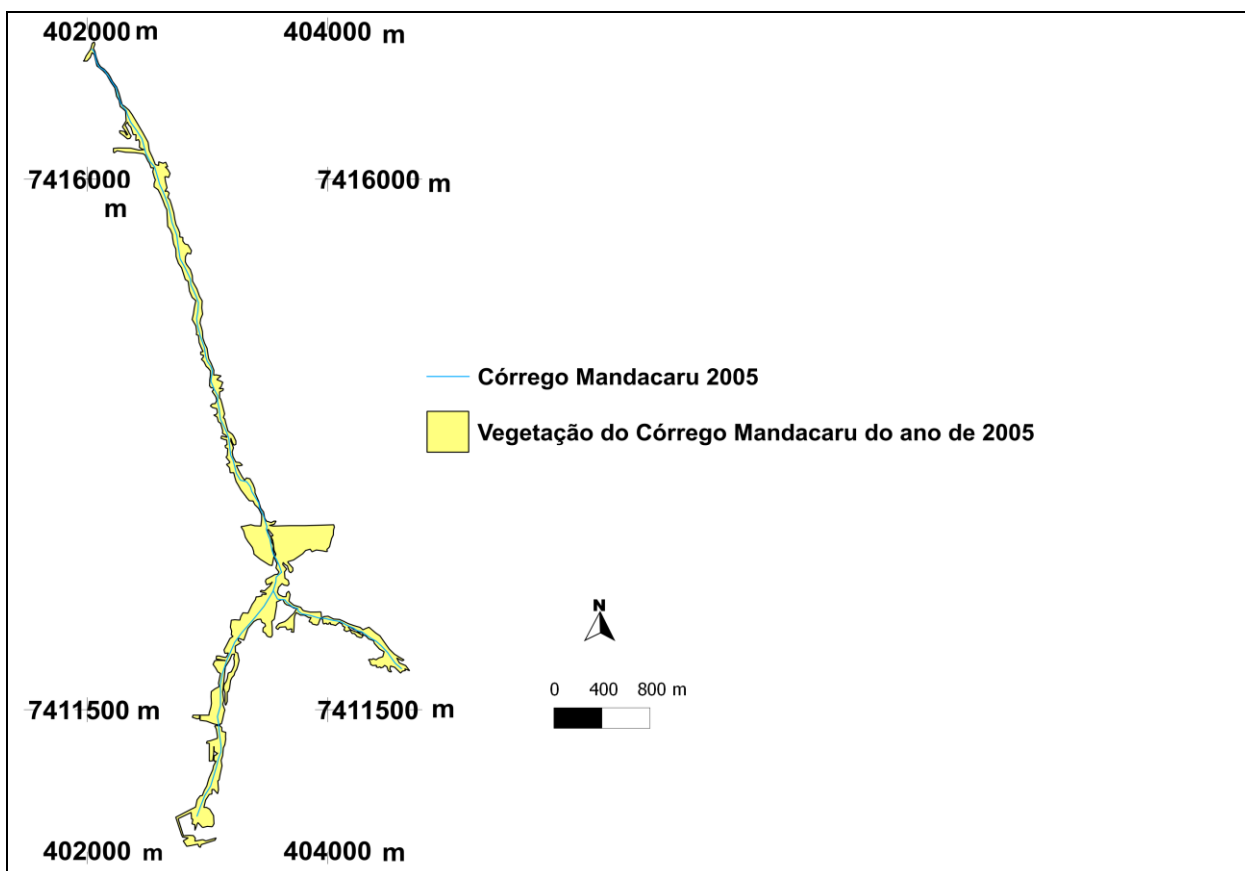 402000 m 404000 m
7416000 m 7416000 m
Córrego Mandacaru 2005
Vegetação do Córrego Mandacaru do ano de 2005
N
0 400 800 m
7411500 m 7411500 m
402000 m 404000 m